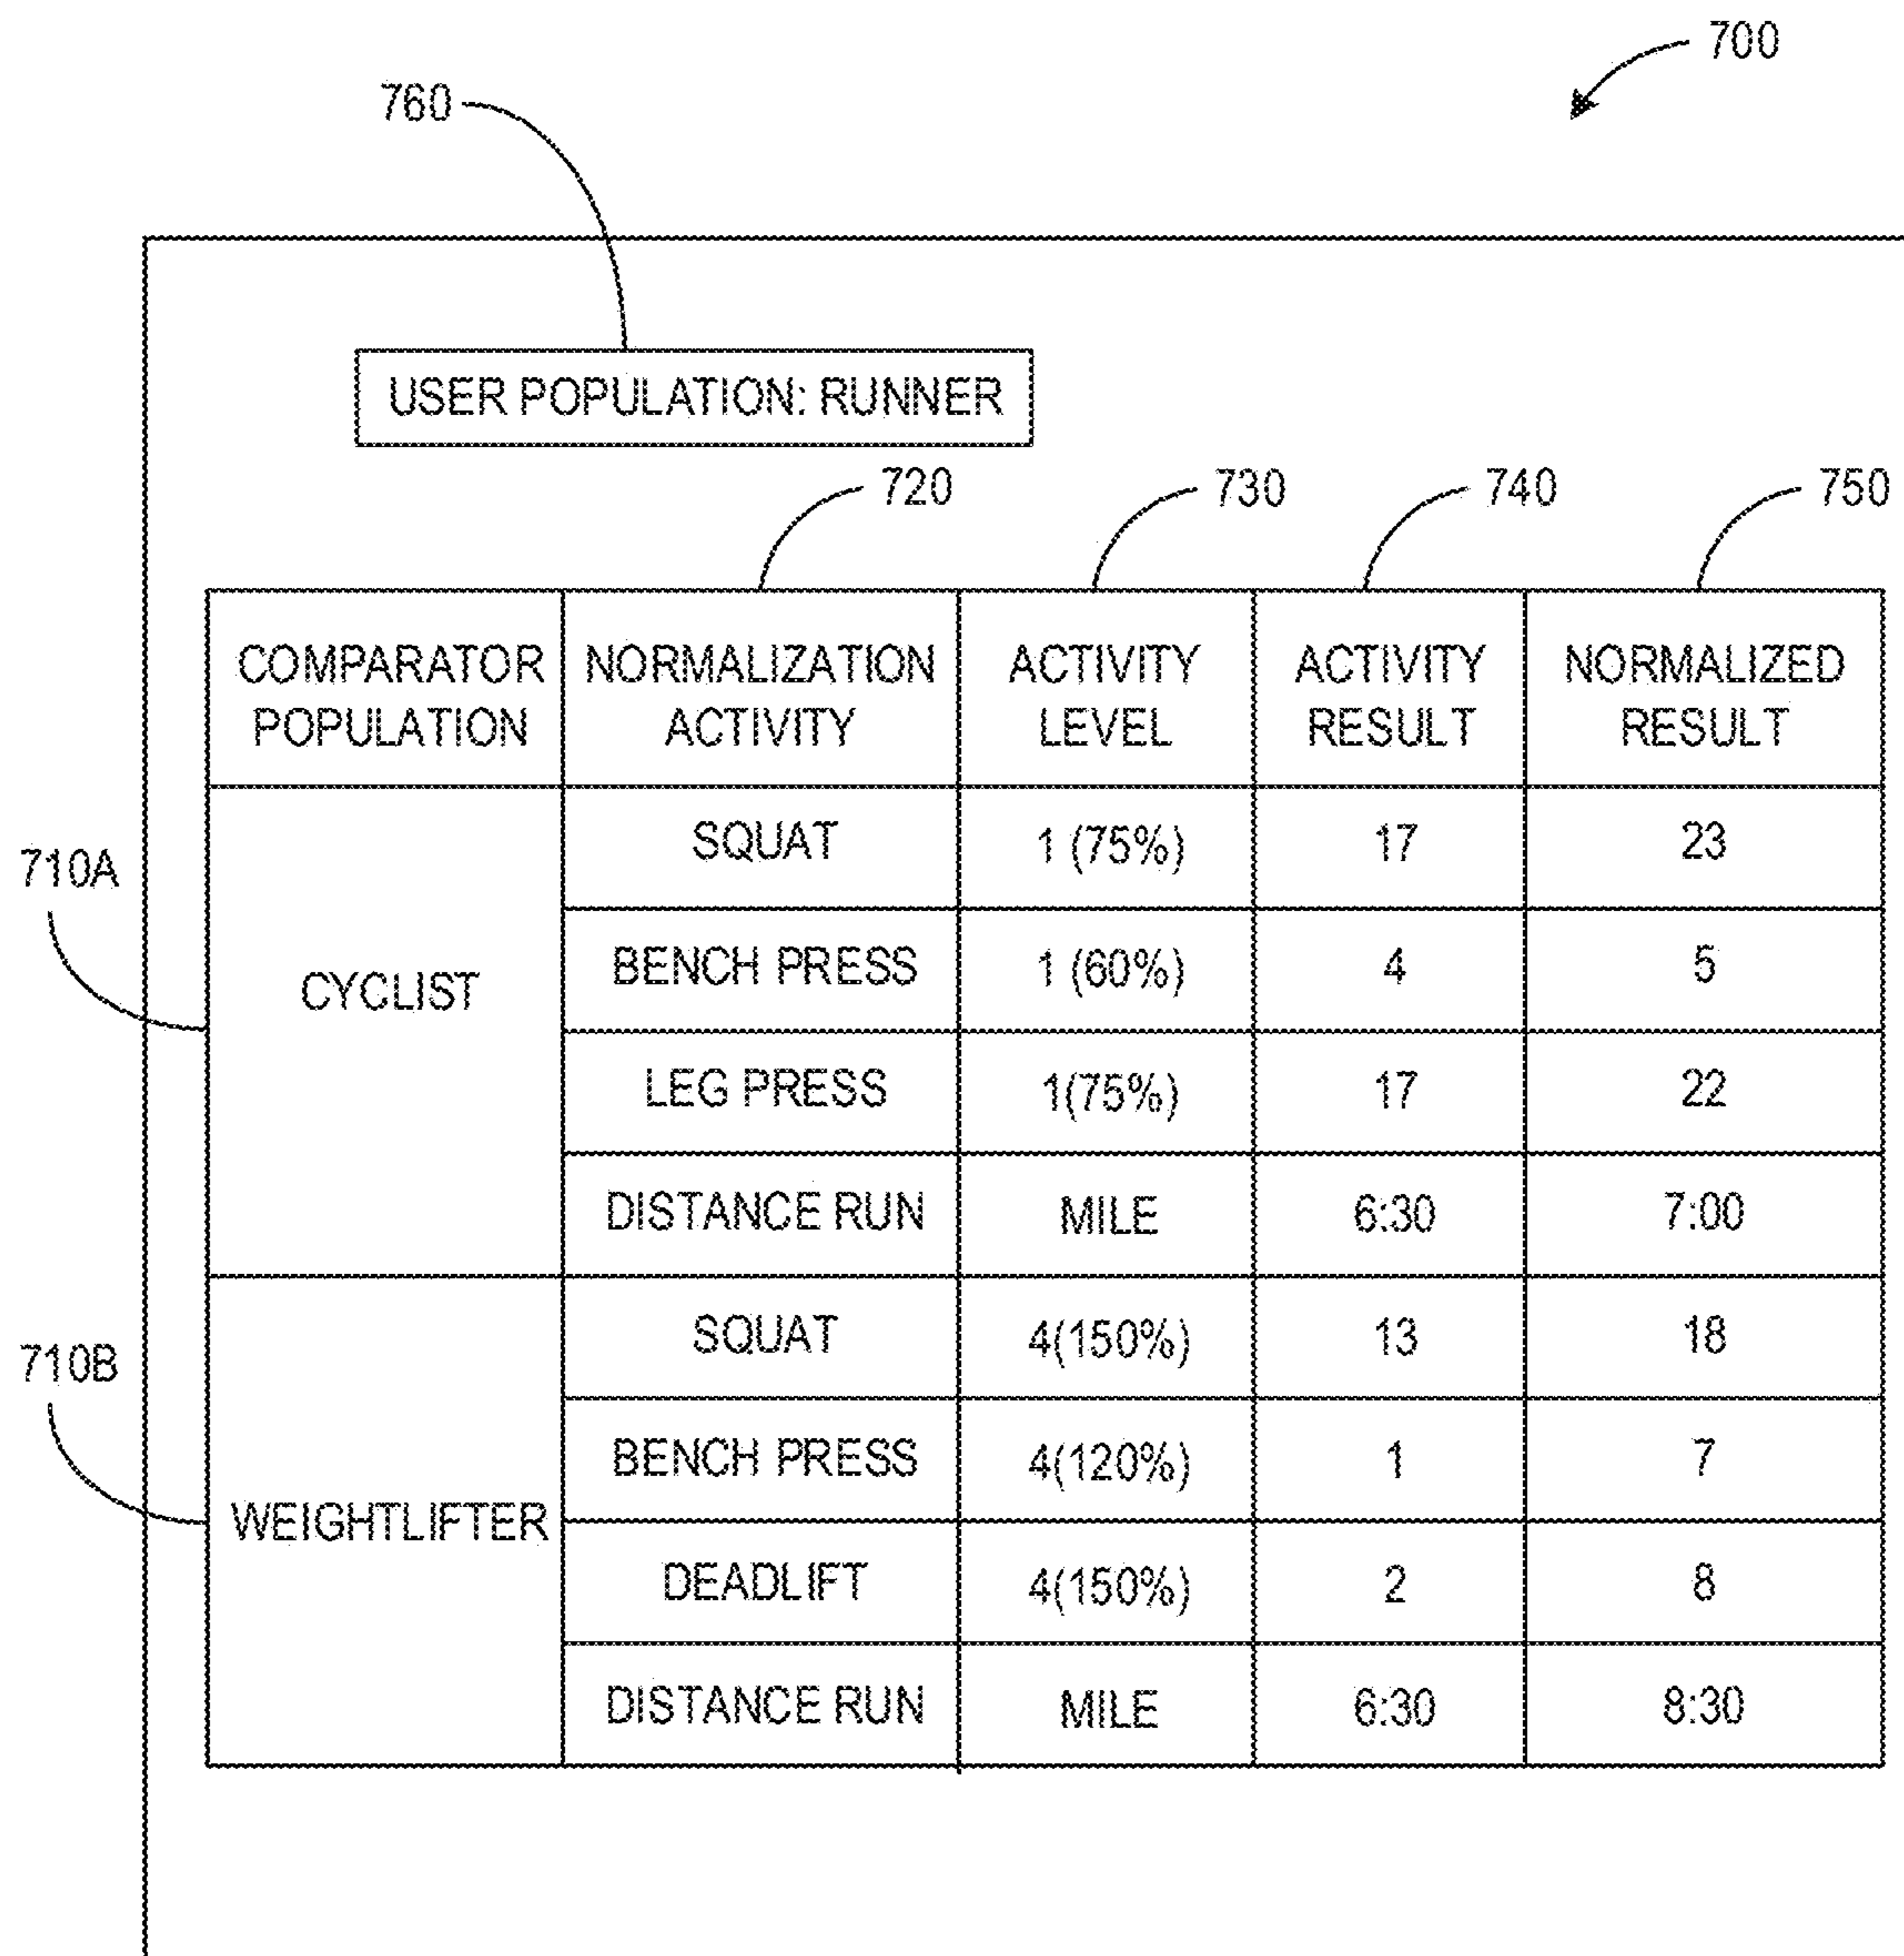 700
760
USER POPULATION: RUNNER
720 730 740 750
COMPARATOR POPULATION NORMALIZATION ACTIVITY ACTIVITY LEVEL ACTIVITY RESULT NORMALIZED RESULT
710A
CYCLIST
SQUAT 1 (75%) 17 23
BENCH PRESS 1 (60%) 4 5
LEG PRESS 1(75%) 17 22
DISTANCE RUN MILE 6:30 7:00
710B
WEIGHTLIFTER
SQUAT 4(150%) 13 18
BENCH PRESS 4(120%) 1 7
DEADLIFT 4(150%) 2 8
DISTANCE RUN MILE 6:30 8:30